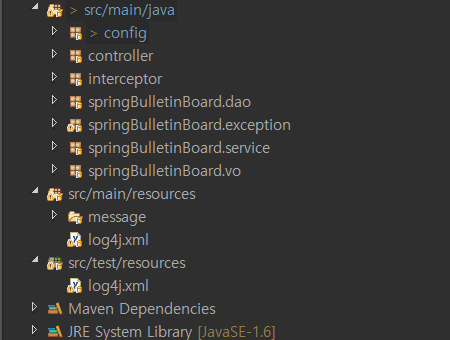 > src/main/java
> config
controller
interceptor
springBulletinBoard.dao
springBulletinBoard.exception
springBulletinBoard.service
springBulletinBoard.vo
src/main/resources
message
log4j.xml
src/test/resources
log4j.xml
Maven Dependencies
JRE System Library [JavaSE-1.6]